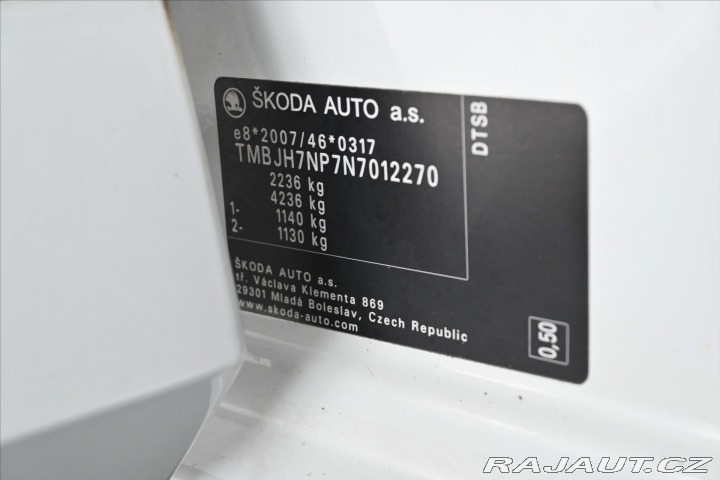 ŠKODA AUTO a.s.
DTSB
e8*2007/46*0317
TMBJH7NP7N7012270
2236 kg
4236 kg
1- 1140 kg
2- 1130 kg
ŠKODA AUTO a.s.
tř. Václava Klementa 869
29301 Mladá Boleslav, Czech Republic
www.skoda-auto.com
0,50
RAJAUT.CZ